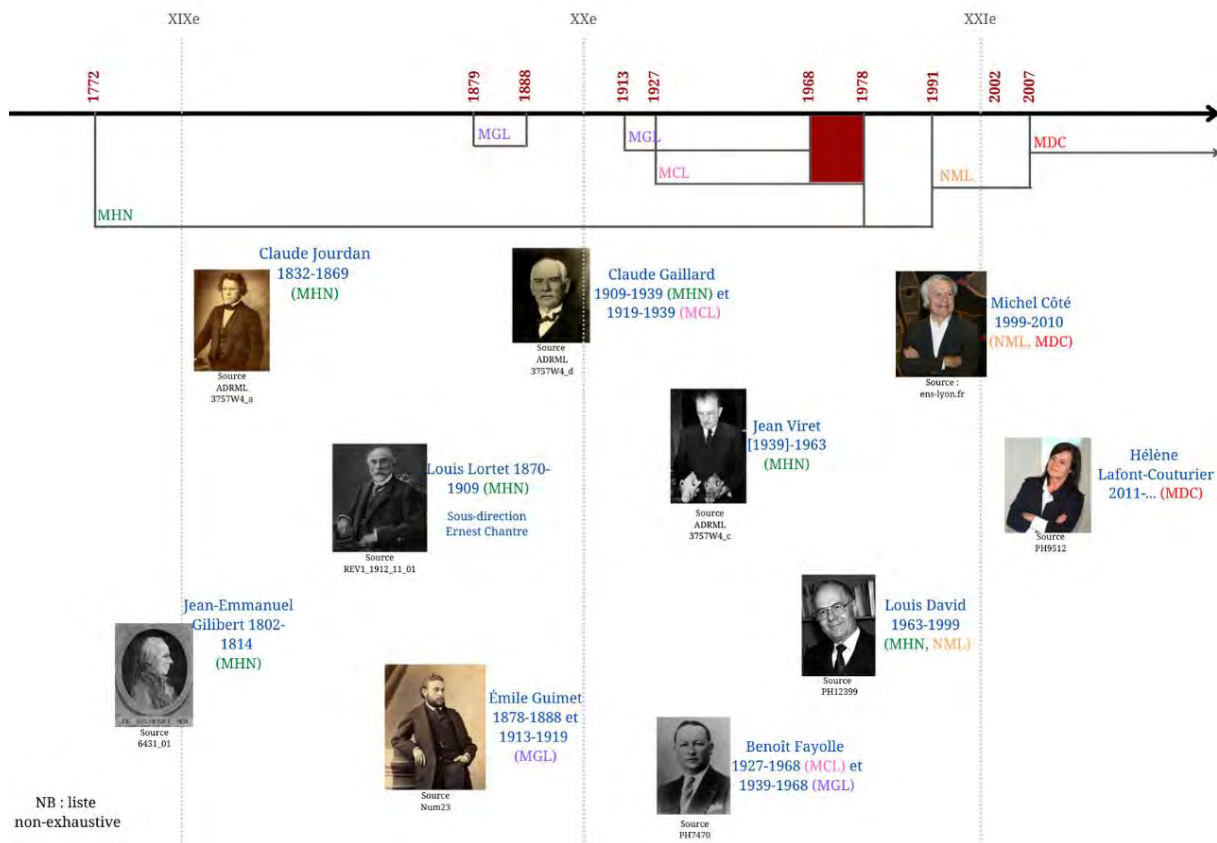 XIXe
XXe
XXIe
1772
1879
1888
1913
1927
1968
1978
1991
2002
2007
MGL
MGL
MDC
MCL
NML
MHN
Claude Jourdan
1832-1869
(MHN)
Source
ADRML
3757W4_a
Claude Gaillard
1909-1939 (MHN) et
1919-1939 (MCL)
Source
ADRML
3757W4_d
Michel Côté
1999-2010
(NML, MDC)
Source :
ens-lyon.fr
Louis Lortet 1870-
1909 (MHN)
Sous-direction
Ernest Chantre
Source
REV1_1912_11_01
Jean Viret
[1939]-1963
(MHN)
Source
ADRML
3757W4_c
Hélène
Lafont-Couturier
2011-... (MDC)
Source
PH9512
Jean-Emmanuel
Gilibert 1802-
1814
(MHN)
Source
6431_01
Louis David
1963-1999
(MHN, NML)
Source
PH12399
Émile Guimet
1878-1888 et
1913-1919
(MGL)
Source
Num23
Benoît Fayolle
1927-1968 (MCL) et
1939-1968 (MGL)
Source
PH7470
NB : liste
non-exhaustive